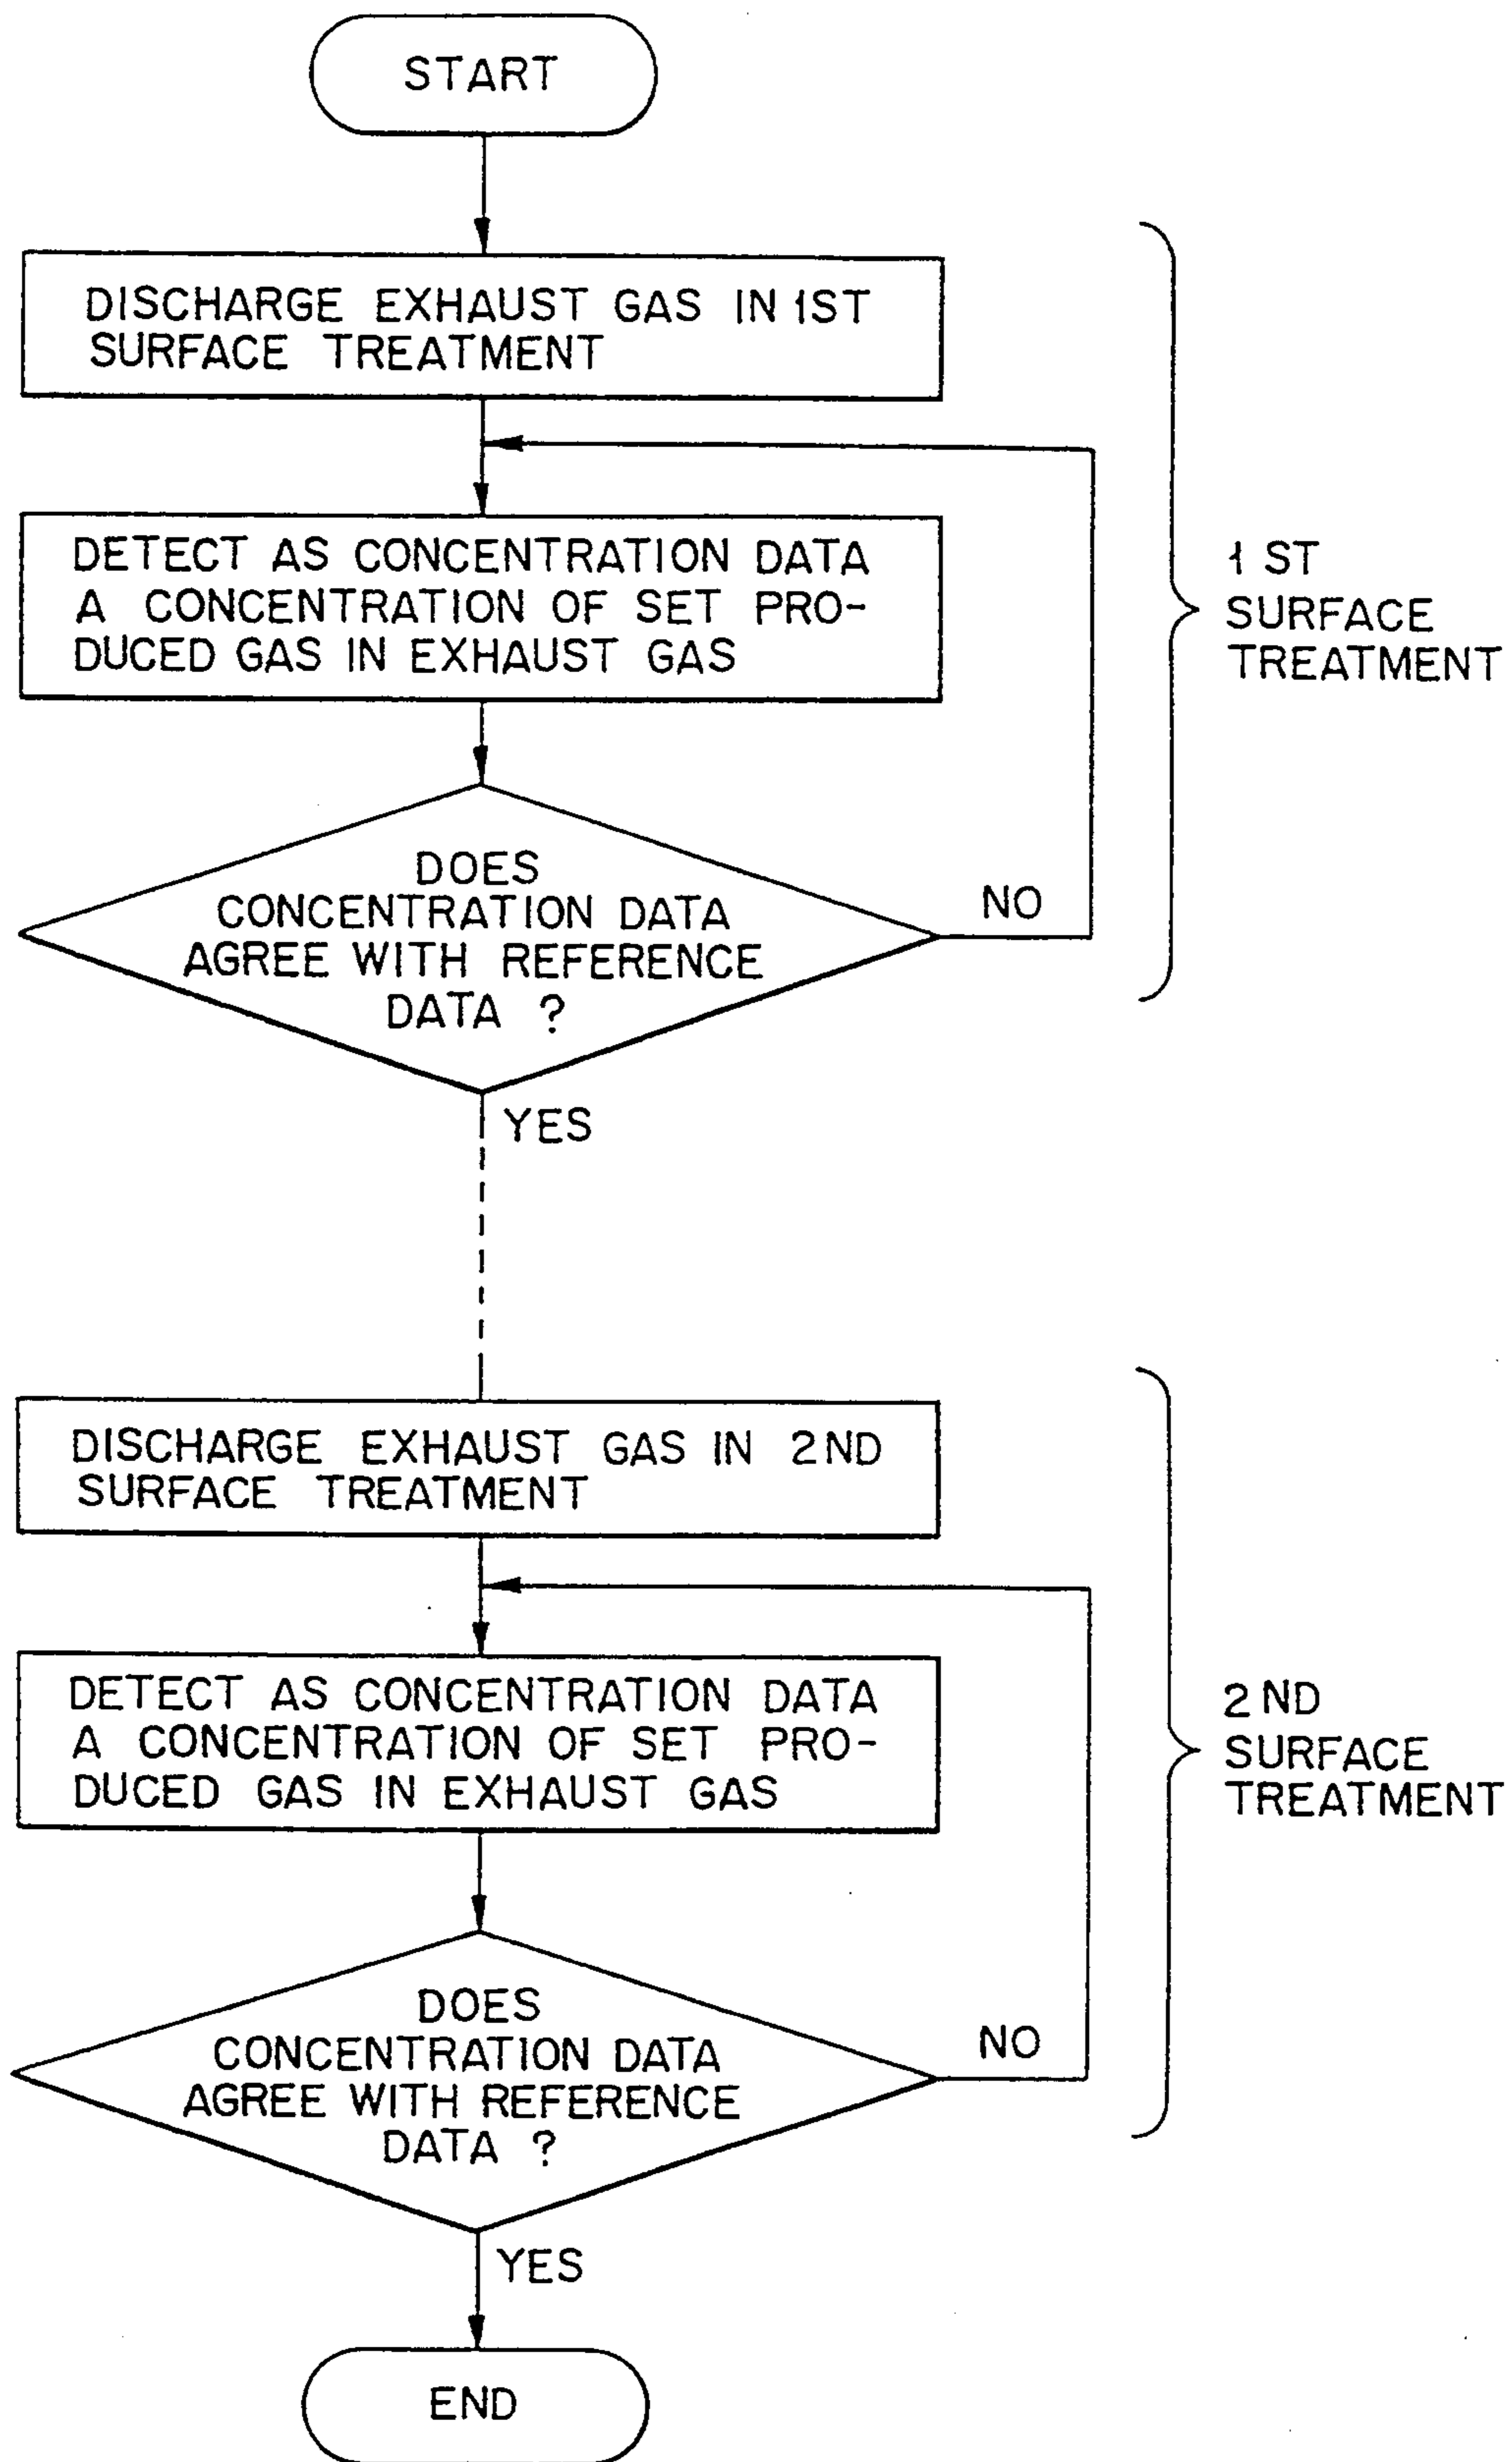 START
DISCHARGE EXHAUST GAS IN 1ST
SURFACE TREATMENT
DETECT AS CONCENTRATION DATA
A CONCENTRATION OF SET PRO-
DUCED GAS IN EXHAUST GAS
1 ST
SURFACE
TREATMENT
DOES
CONCENTRATION DATA
AGREE WITH REFERENCE
DATA ?
NO
YES
DISCHARGE EXHAUST GAS IN 2ND
SURFACE TREATMENT
DETECT AS CONCENTRATION DATA
A CONCENTRATION OF SET PRO-
DUCED GAS IN EXHAUST GAS
2 ND
SURFACE
TREATMENT
DOES
CONCENTRATION DATA
AGREE WITH REFERENCE
DATA ?
NO
YES
END